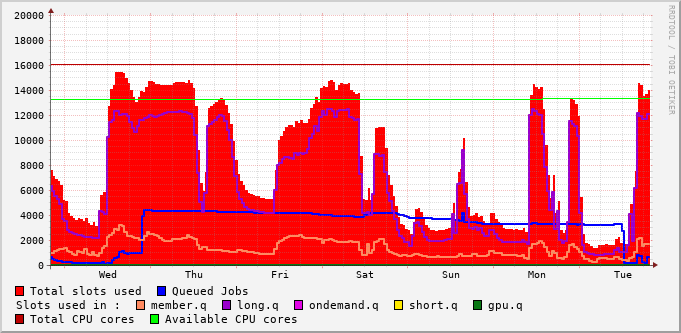 RRDTOOL / TOBI OETIKER
20000
18000
16000
14000
12000
10000
8000
6000
4000
2000
0
Wed Thu Fri Sat Sun Mon Tue
Total slots used Queued Jobs
Slots used in : member.q long.q ondemand.q short.q gpu.q
Total CPU cores Available CPU cores